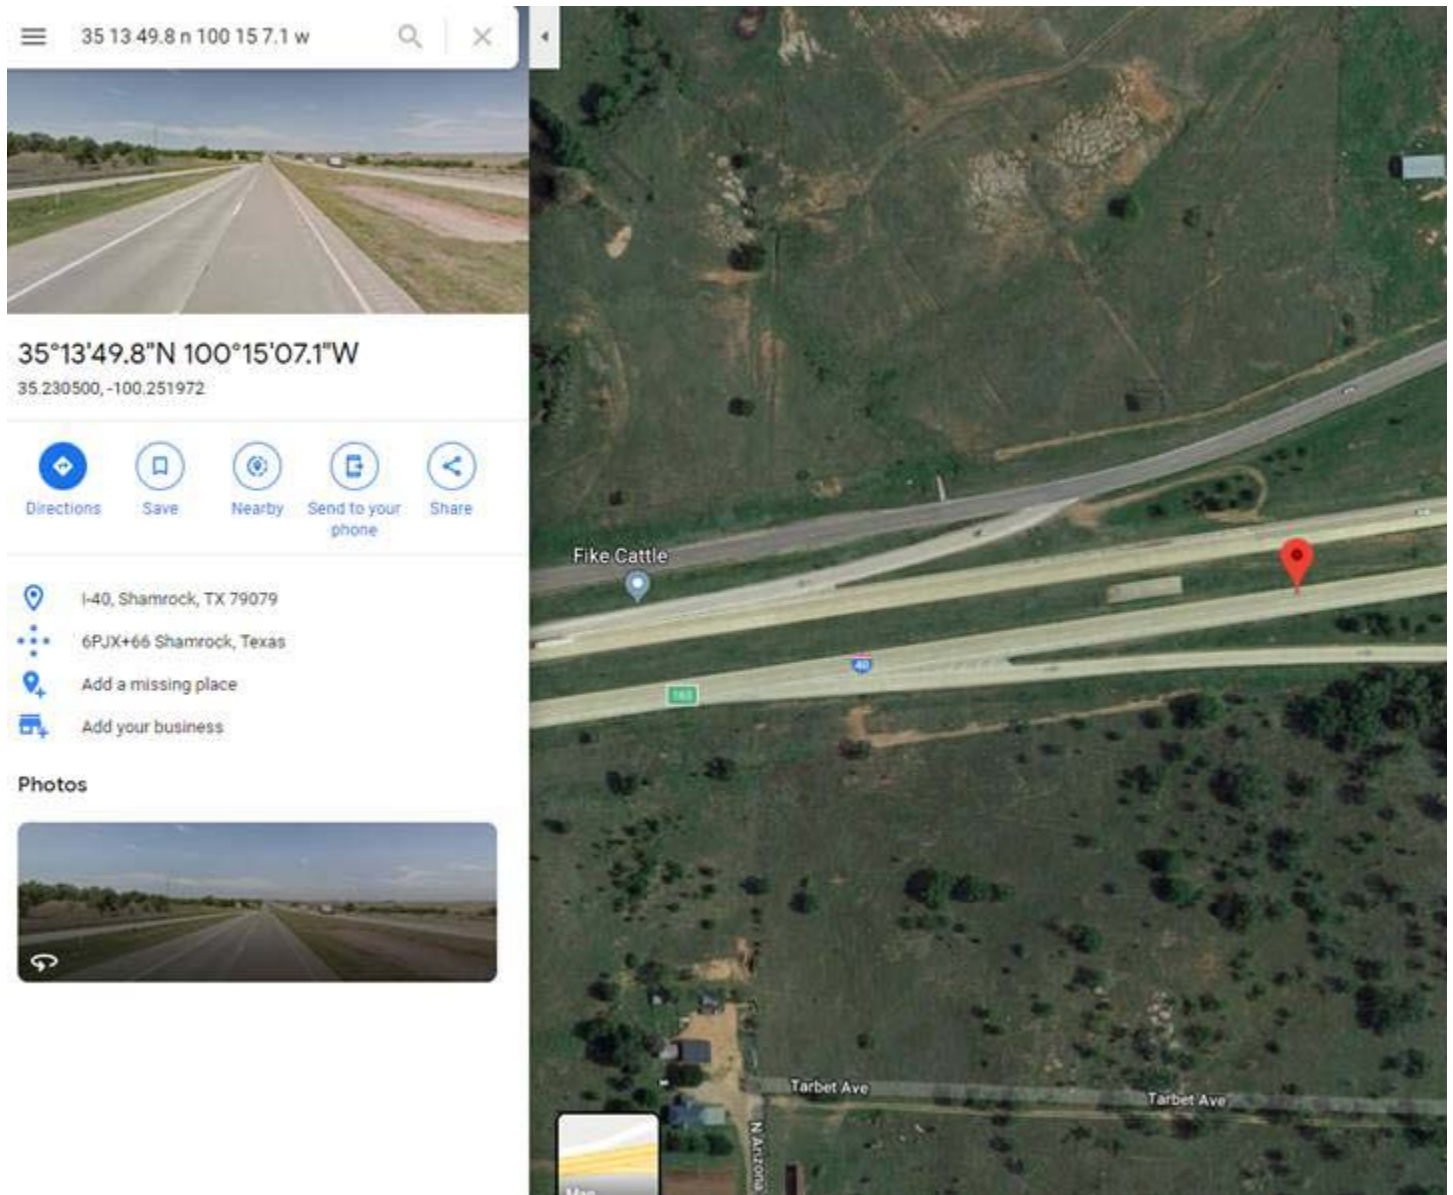 35 13 49.8 n 100 15 7.1 w
35°13'49.8"N 100°15'07.1"W
35.230500, -100.251972
Directions
Save
Nearby
Send to your
phone
Share
I-40, Shamrock, TX 79079
6PJX+66 Shamrock, Texas
Add a missing place
Add your business
Photos
Fike Cattle
40
163
Tarbet Ave
Tarbet Ave
N Arizona
Map